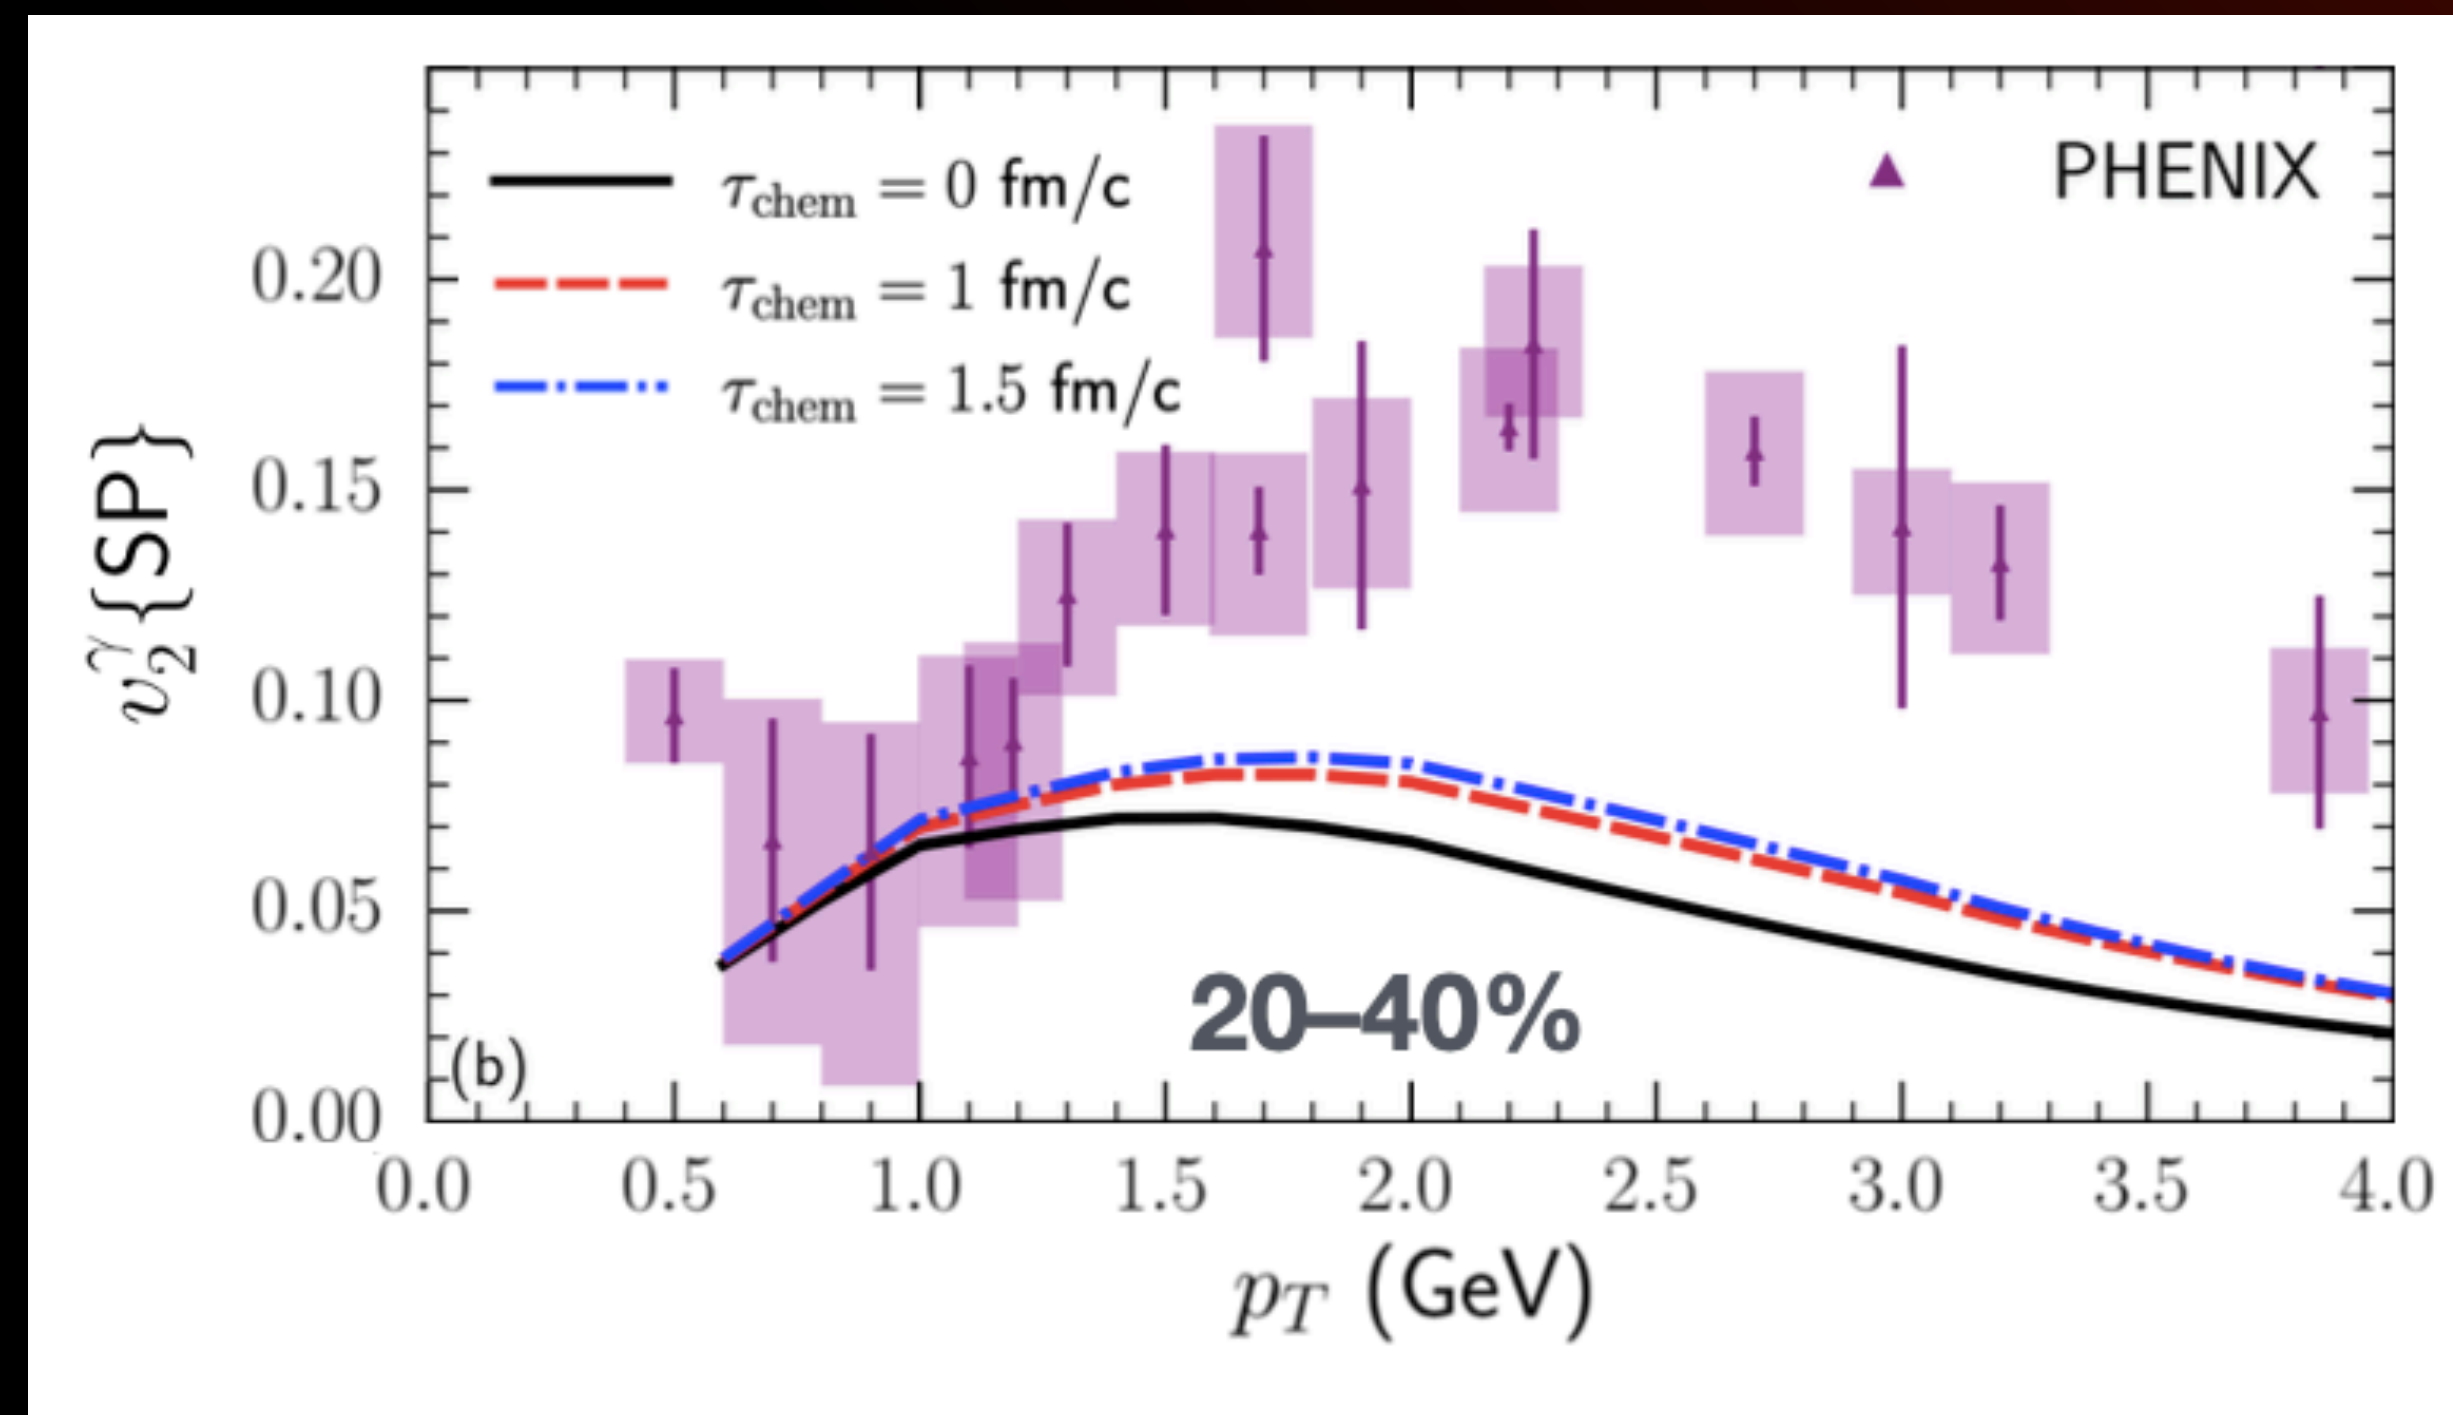 τchem = 0 fm/c
τchem = 1 fm/c
τchem = 1.5 fm/c
PHENIX
0.20
0.15
0.10
0.05
0.00
v₂^γ{SP}
(b)
20–40%
0.0 0.5 1.0 1.5 2.0 2.5 3.0 3.5 4.0
pT (GeV)